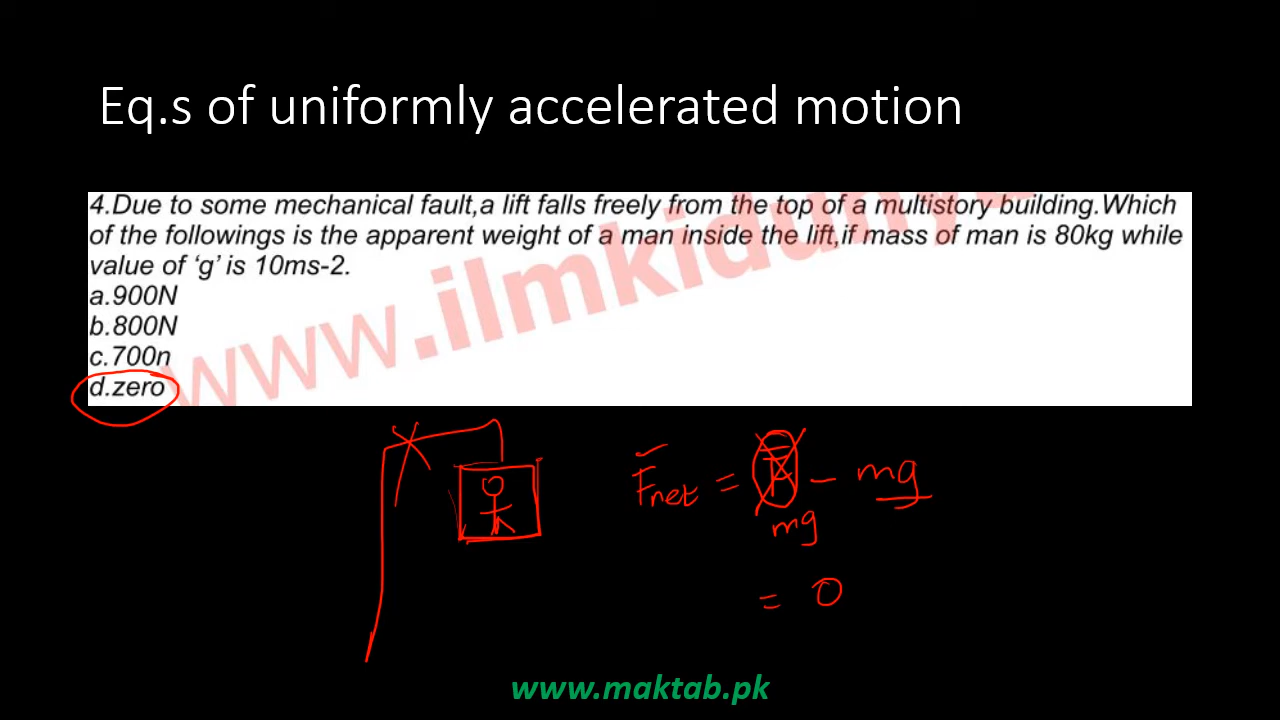 Eq.s of uniformly accelerated motion
4.Due to some mechanical fault,a lift falls freely from the top of a multistory building.Which
of the followings is the apparent weight of a man inside the lift,if mass of man is 80kg while
value of ‘g’ is 10ms-2.
a.900N
b.800N
c.700n
d.zero
www.ilmkiduny
Fnet = - mg
mg
= 0
www.maktab.pk